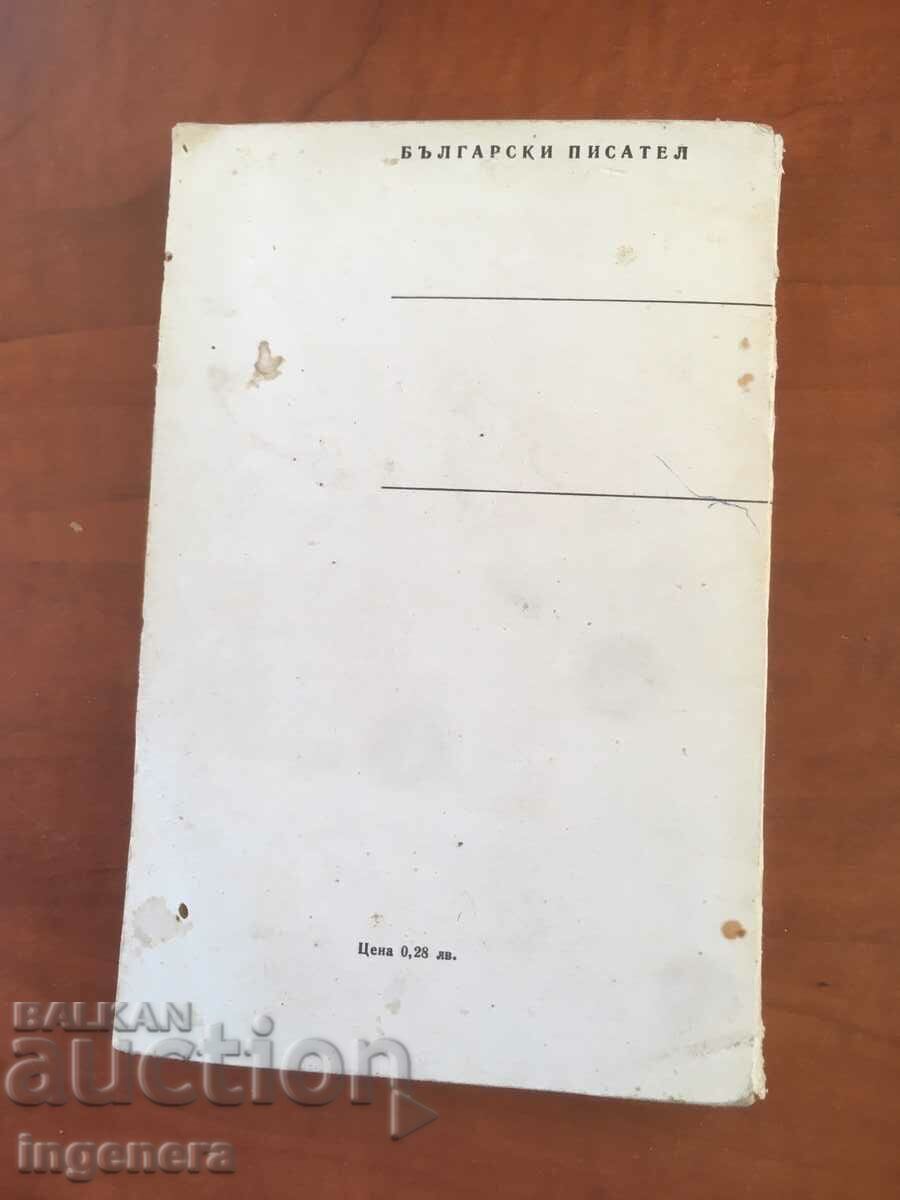 БЪЛГАРСКИ ПИСАТЕЛ
Цена 0,28 лв.
BALKAN
auction
ingenera